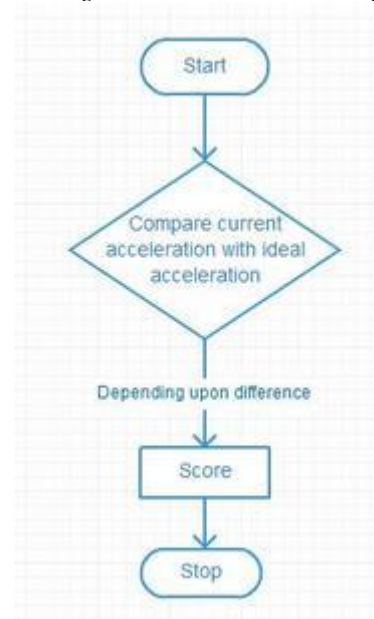 Start
Compare current
acceleration with ideal
acceleration
Depending upon difference
Score
Stop